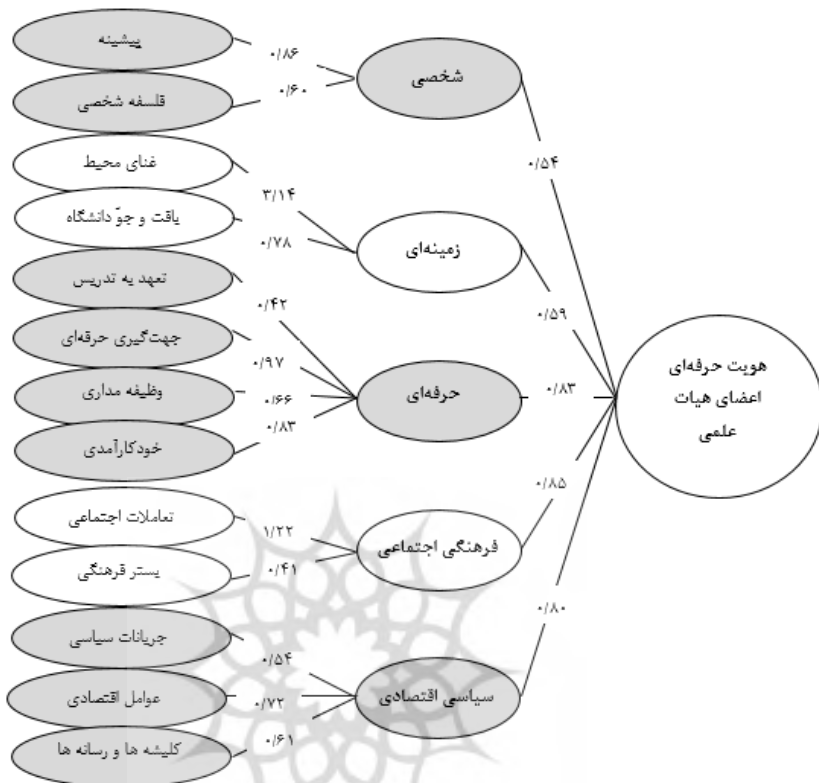 پیشینه
۰/۸۶
شخصی
فلسفه شخصی
۰/۶۰
۰/۵۴
غنای محیط
۳/۱۴
زمینه‌ای
یافت و جوّ دانشگاه
۰/۷۸
۰/۵۹
تعهد به تدریس
۰/۴۲
جهت‌گیری حرفه‌ای
۰/۹۷
حرفه‌ای
۰/۸۳
هویت حرفه‌ای
اعضای هیات
علمی
وظیفه مداری
۰/۶۶
خودکارآمدی
۰/۸۳
تعاملات اجتماعی
۱/۲۲
فرهنگی اجتماعی
۰/۸۵
بستر فرهنگی
۰/۴۱
جریانات سیاسی
۰/۵۴
۰/۸۰
عوامل اقتصادی
۰/۷۲
سیاسی اقتصادی
کلیشه ها و رسانه ها
۰/۶۱